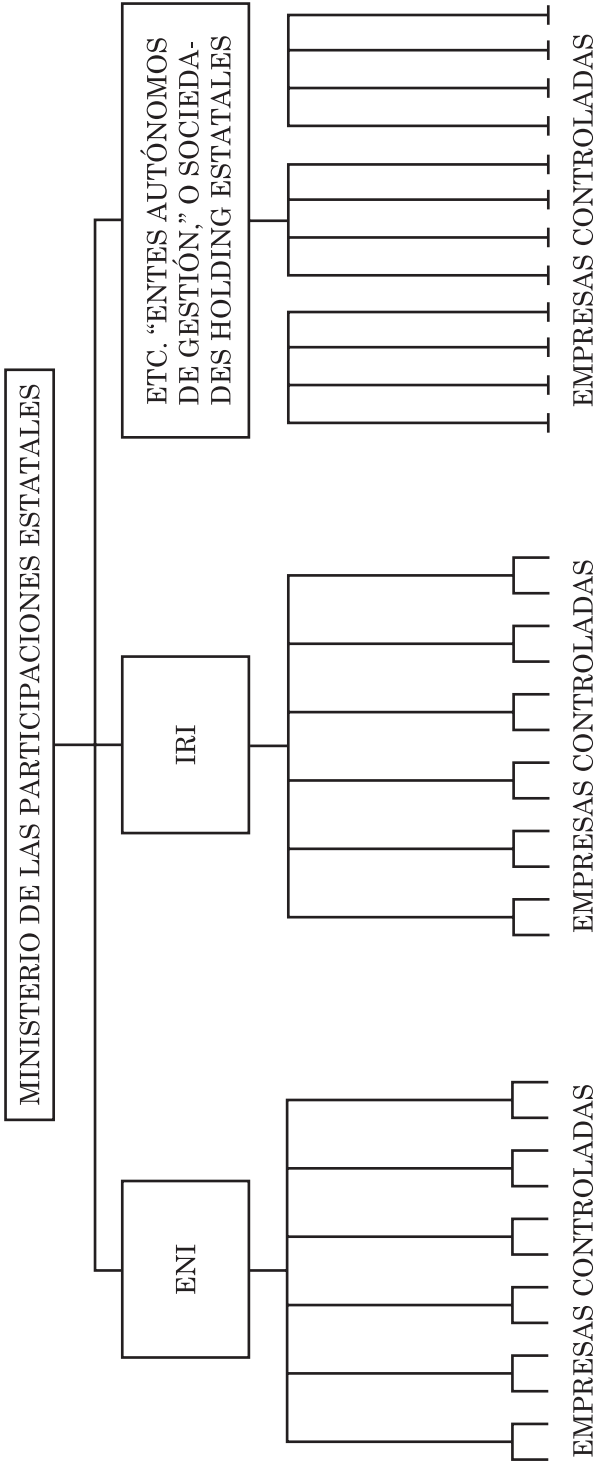 MINISTERIO DE LAS PARTICIPACIONES ESTATALES
ENI
IRI
ETC. “ENTES AUTÓNOMOS
DE GESTIÓN,” O SOCIEDA-
DES HOLDING ESTATALES
EMPRESAS CONTROLADAS
EMPRESAS CONTROLADAS
EMPRESAS CONTROLADAS